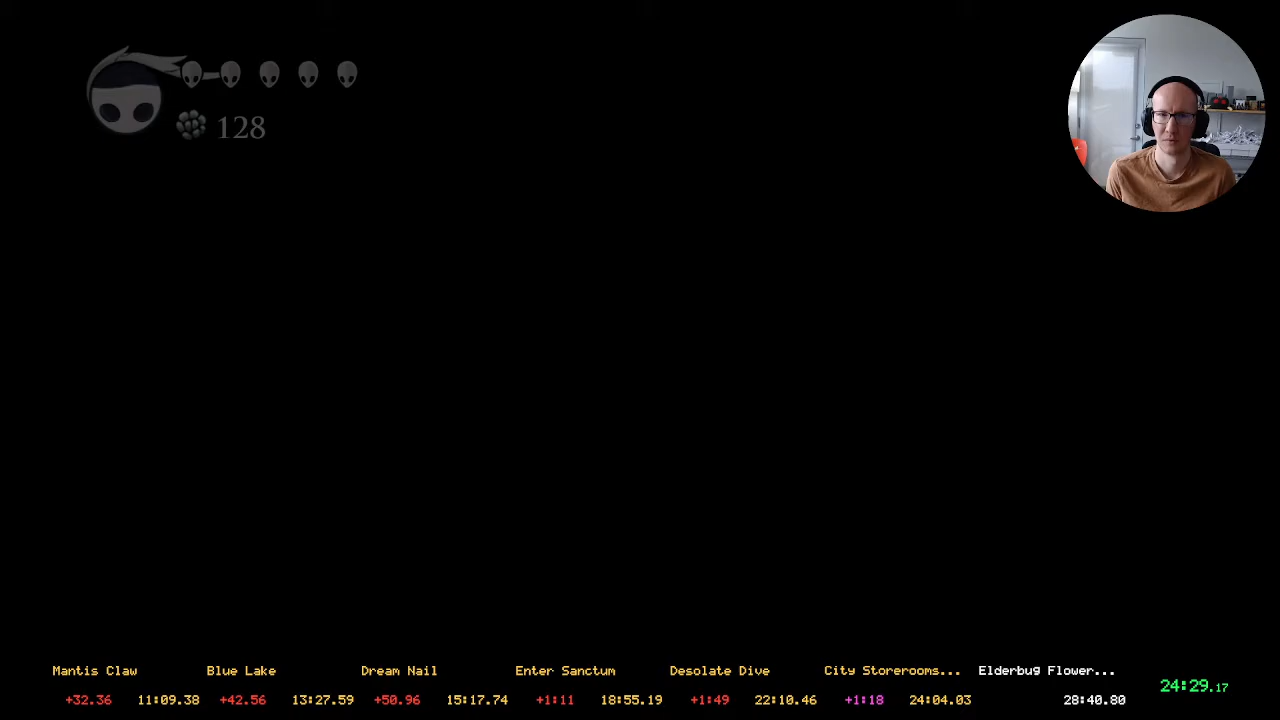 128
Mantis Claw Blue Lake Dream Nail Enter Sanctum Desolate Dive City Storerooms... Elderbug Flower...
+32.36 11:09.38 +42.56 13:27.59 +50.96 15:17.74 +1:11 18:55.19 +1:49 22:10.46 +1:18 24:04.03 28:40.80
24:29.17